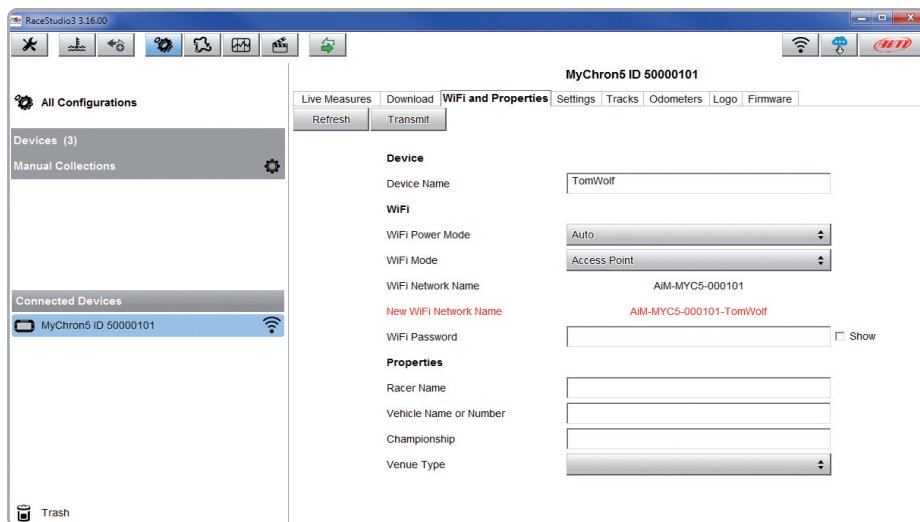 RaceStudio3 3.16.00
AiM
MyChron5 ID 50000101
All Configurations
Live Measures Download WiFi and Properties Settings Tracks Odometers Logo Firmware
Refresh Transmit
Devices (3)
Manual Collections
Device
Device Name TomWolf
WiFi
WiFi Power Mode Auto
WiFi Mode Access Point
WiFi Network Name AiM-MYC5-000101
Connected Devices
New WiFi Network Name AiM-MYC5-000101-TomWolf
MyChron5 ID 50000101
WiFi Password Show
Properties
Racer Name
Vehicle Name or Number
Championship
Venue Type
Trash